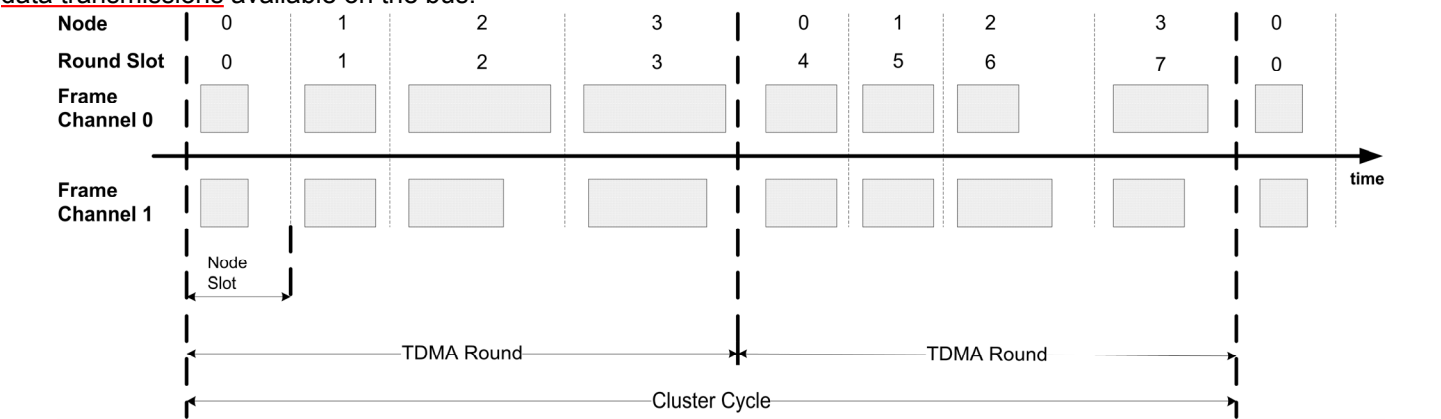 data transmissions available on the bus.
Node 0 1 2 3 0 1 2 3 0
Round Slot 0 1 2 3 4 5 6 7 0
Frame
Channel 0
time
Frame
Channel 1
Node
Slot
TDMA Round TDMA Round
Cluster Cycle